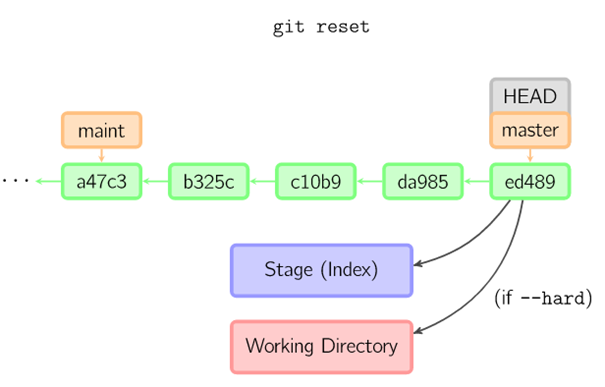 git reset
HEAD
maint
master
··· a47c3 b325c c10b9 da985 ed489
Stage (Index)
(if --hard)
Working Directory